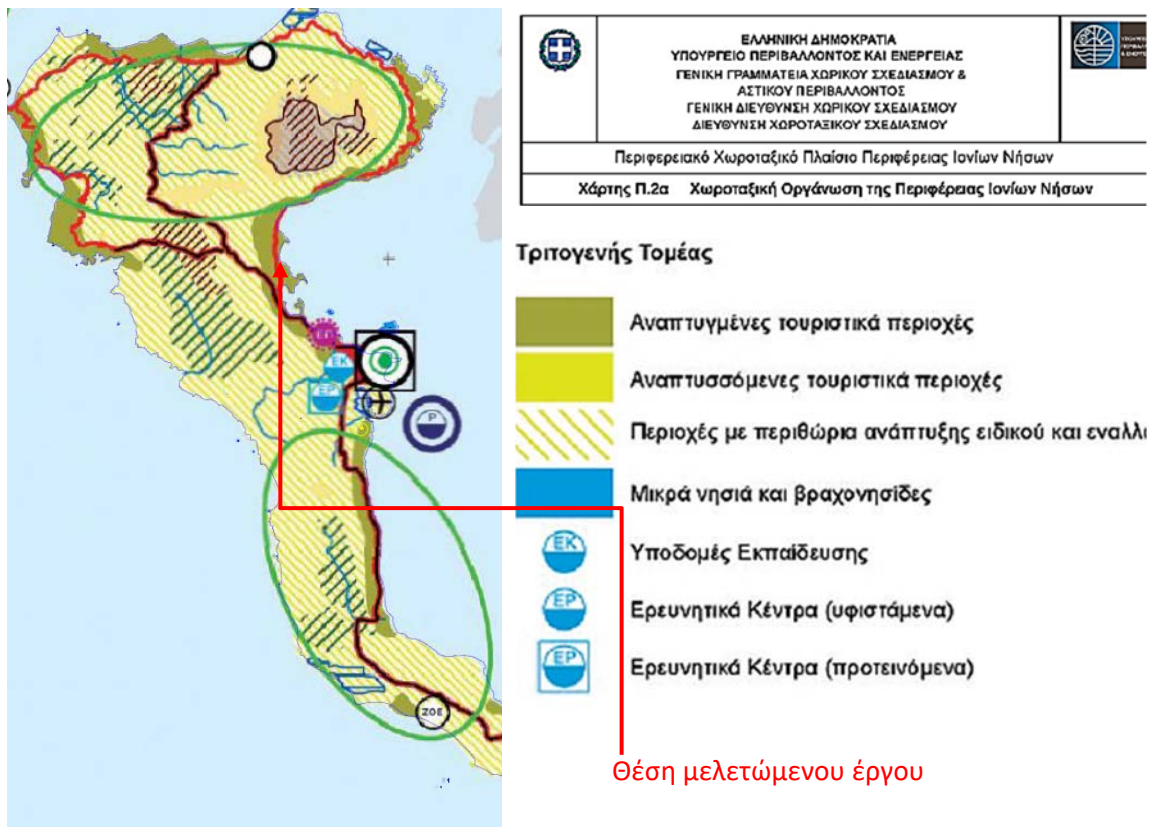 ΕΛΛΗΝΙΚΗ ΔΗΜΟΚΡΑΤΙΑ
ΥΠΟΥΡΓΕΙΟ ΠΕΡΙΒΑΛΛΟΝΤΟΣ ΚΑΙ ΕΝΕΡΓΕΙΑΣ
ΓΕΝΙΚΗ ΓΡΑΜΜΑΤΕΙΑ ΧΩΡΙΚΟΥ ΣΧΕΔΙΑΣΜΟΥ &
ΑΣΤΙΚΟΥ ΠΕΡΙΒΑΛΛΟΝΤΟΣ
ΓΕΝΙΚΗ ΔΙΕΥΘΥΝΣΗ ΧΩΡΙΚΟΥ ΣΧΕΔΙΑΣΜΟΥ
ΔΙΕΥΘΥΝΣΗ ΧΩΡΟΤΑΞΙΚΟΥ ΣΧΕΔΙΑΣΜΟΥ
Περιφερειακό Χωροταξικό Πλαίσιο Περιφέρειας Ιονίων Νήσων
Χάρτης Π.2α Χωροταξική Οργάνωση της Περιφέρειας Ιονίων Νήσων
Τριτογενής Τομέας
Αναπτυγμένες τουριστικά περιοχές
Αναπτυσσόμενες τουριστικά περιοχές
Περιοχές με περιθώρια ανάπτυξης ειδικού και εναλλ
Μικρά νησιά και βραχονησίδες
ΕΚ Υποδομές Εκπαίδευσης
ΕΡ Ερευνητικά Κέντρα (υφιστάμενα)
ΕΡ Ερευνητικά Κέντρα (προτεινόμενα)
Θέση μελετώμενου έργου
ΕΚ
ΕΡ
Ρ
ΖΟΕ